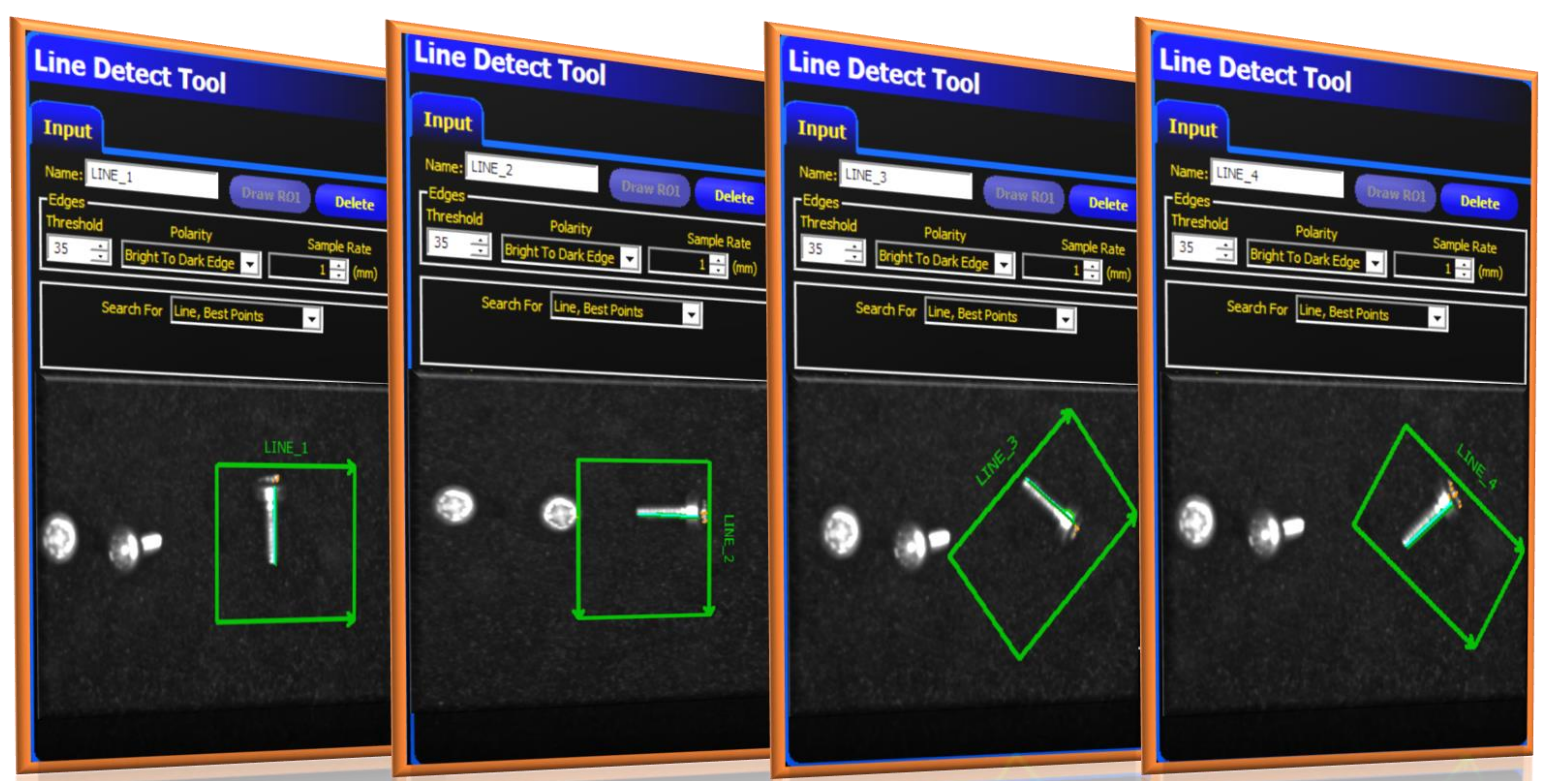 Line Detect Tool
Input
Name: LINE_1
Draw ROI
Delete
Edges
Threshold
Polarity
Sample Rate
35
Bright To Dark Edge
1
(mm)
Search For
Line, Best Points
LINE_1
Line Detect Tool
Input
Name: LINE_2
Draw ROI
Delete
Edges
Threshold
Polarity
Sample Rate
35
Bright To Dark Edge
1
(mm)
Search For
Line, Best Points
LINE_2
Line Detect Tool
Input
Name: LINE_3
Draw ROI
Delete
Edges
Threshold
Polarity
Sample Rate
35
Bright To Dark Edge
1
(mm)
Search For
Line, Best Points
LINE_3
Line Detect Tool
Input
Name: LINE_4
Draw ROI
Delete
Edges
Threshold
Polarity
Sample Rate
35
Bright To Dark Edge
1
(mm)
Search For
Line, Best Points
LINE_4